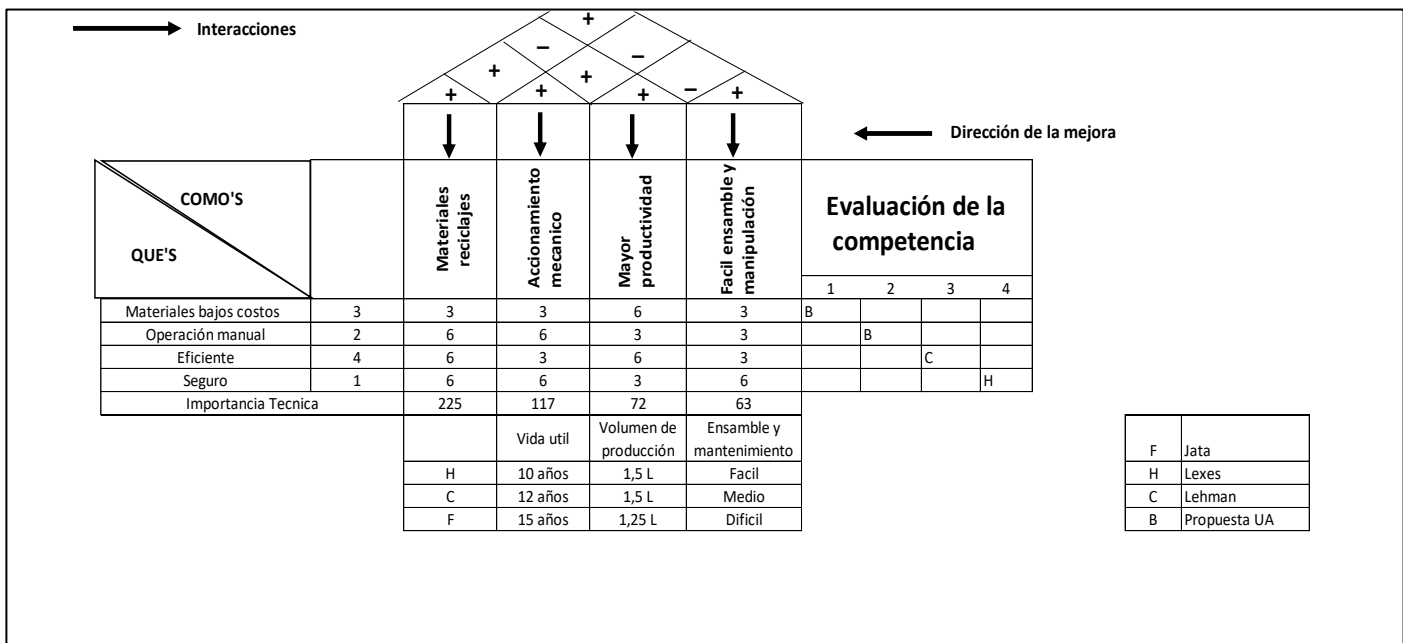 Interacciones
+
− −
+ +
+ + + − +
Dirección de la mejora
COMO'S
QUE'S
Materiales
reciclajes
Accionamiento
mecanico
Mayor
productividad
Facil ensamble y
manipulación
Evaluación de la
competencia
1 2 3 4
Materiales bajos costos 3 3 3 6 3 B
Operación manual 2 6 6 3 3 B
Eficiente 4 6 3 6 3 C
Seguro 1 6 6 3 6 H
Importancia Tecnica 225 117 72 63
Vida util
Volumen de
producción
Ensamble y
mantenimiento
H 10 años 1,5 L Facil
C 12 años 1,5 L Medio
F 15 años 1,25 L Dificil
F Jata
H Lexes
C Lehman
B Propuesta UA